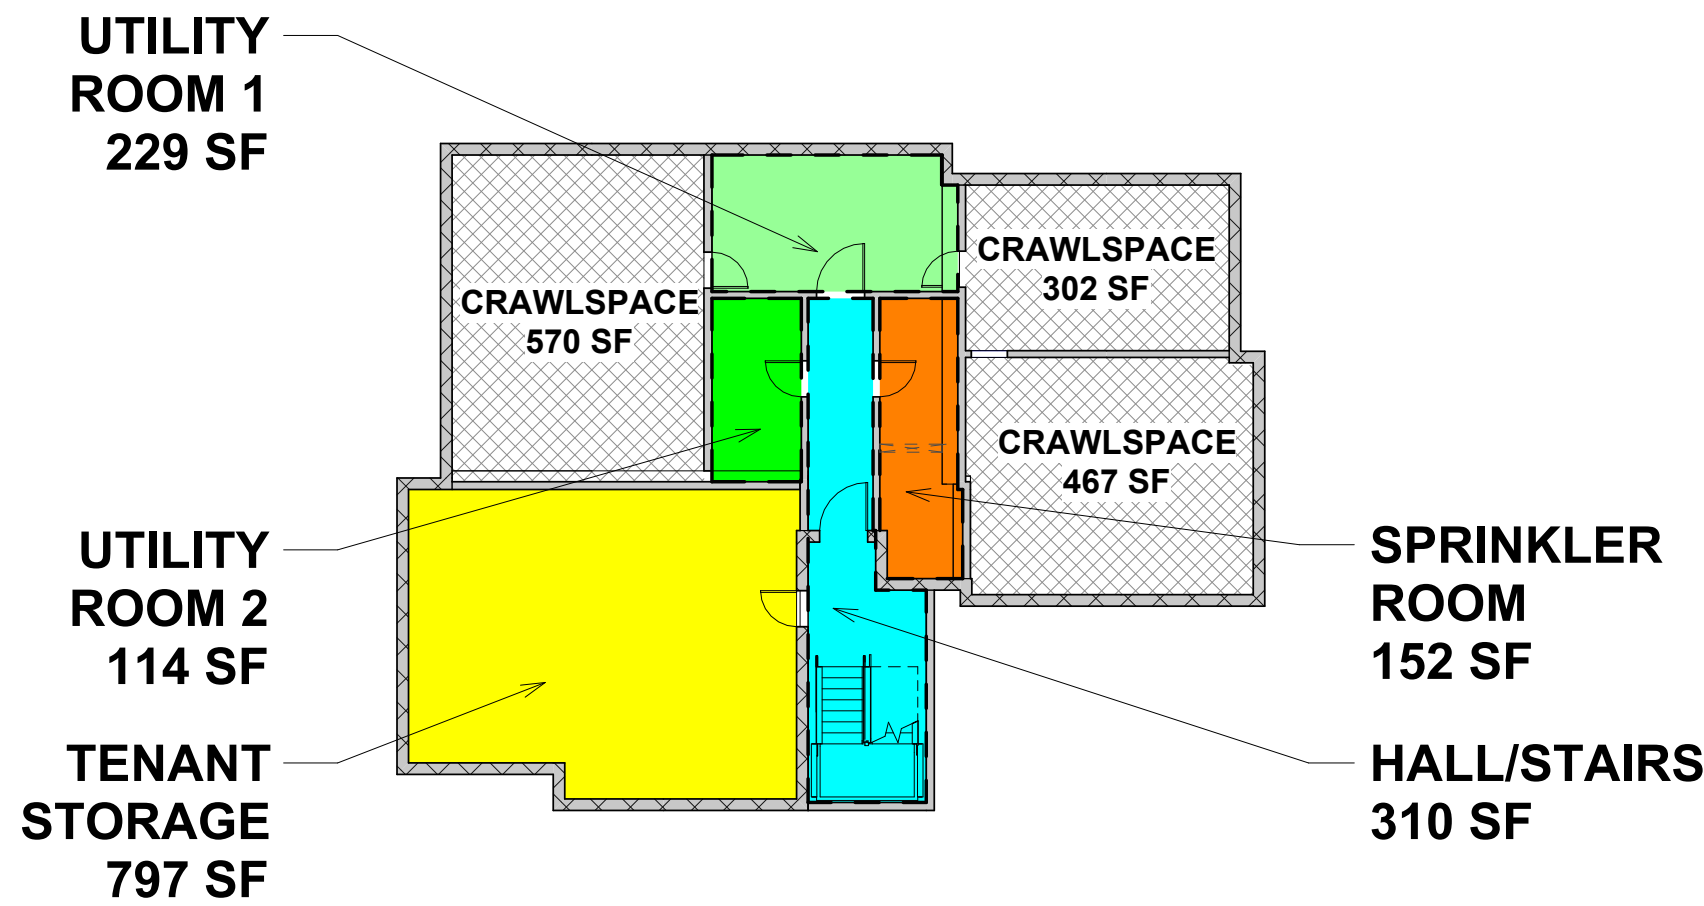 UTILITY
ROOM 1
229 SF
CRAWLSPACE
302 SF
CRAWLSPACE
570 SF
CRAWLSPACE
467 SF
UTILITY
ROOM 2
114 SF
SPRINKLER
ROOM
152 SF
TENANT
STORAGE
797 SF
HALL/STAIRS
310 SF